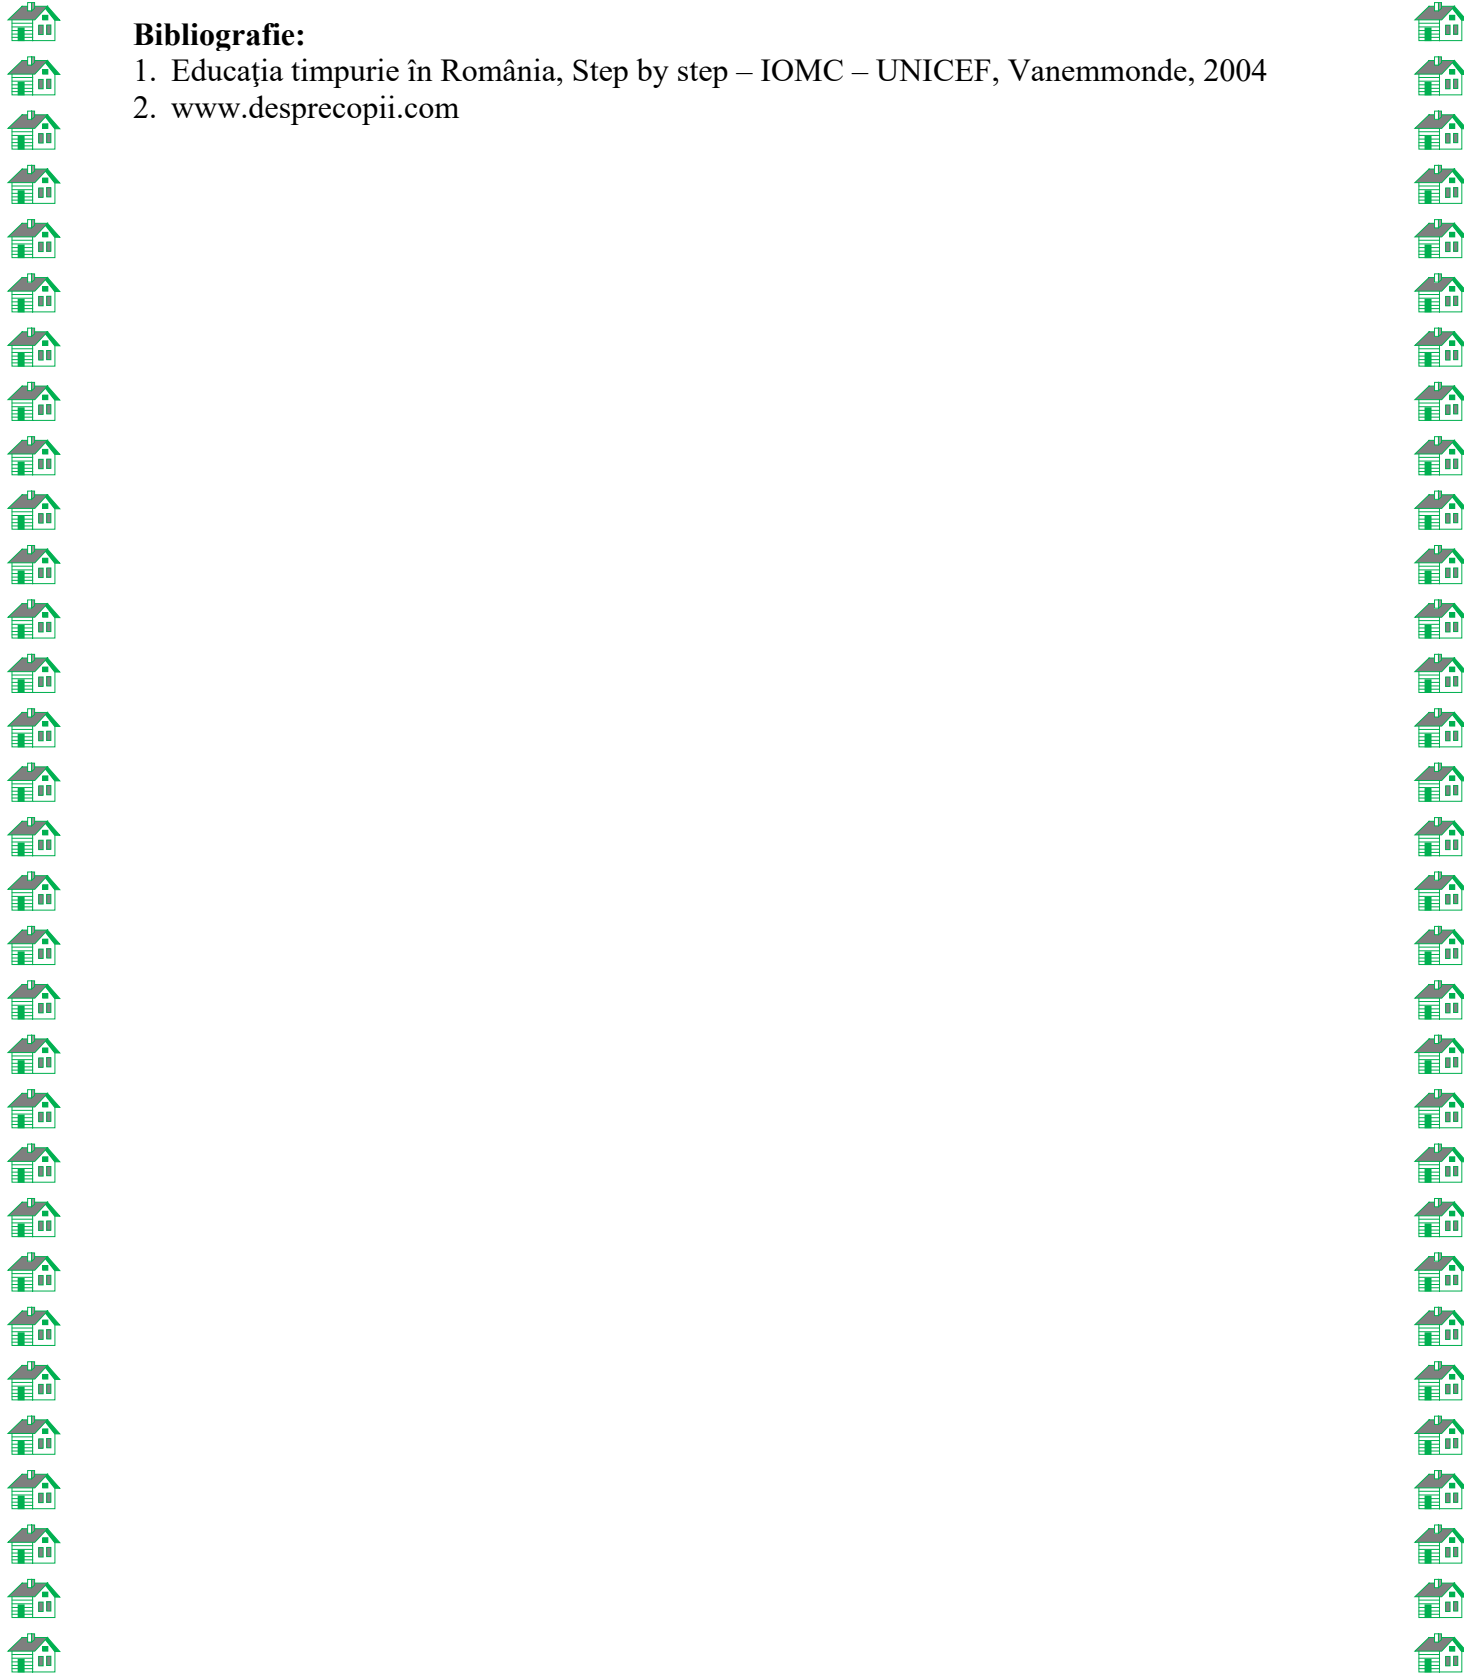 Bibliografie:
1. Educaţia timpurie în România, Step by step – IOMC – UNICEF, Vanemmonde, 2004
2. www.desprecopii.com